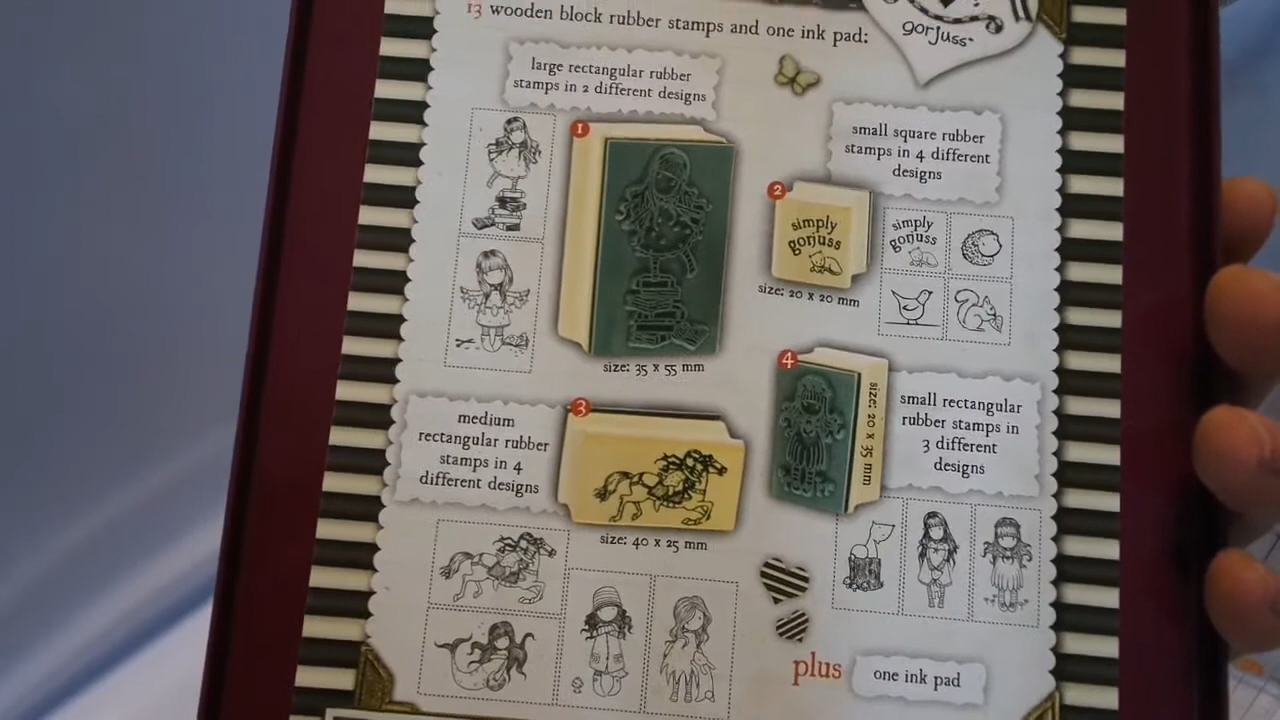 13 wooden block rubber stamps and one ink pad:
gorjuss™
large rectangular rubber
stamps in 2 different designs
1
size: 35 x 55 mm
small square rubber
stamps in 4 different
designs
2
simply
gorjuss
size: 20 x 20 mm
simply
gorjuss
medium
rectangular rubber
stamps in 4
different designs
3
size: 40 x 25 mm
4
size: 20 x 35 mm
small rectangular
rubber stamps in
3 different
designs
plus
one ink pad